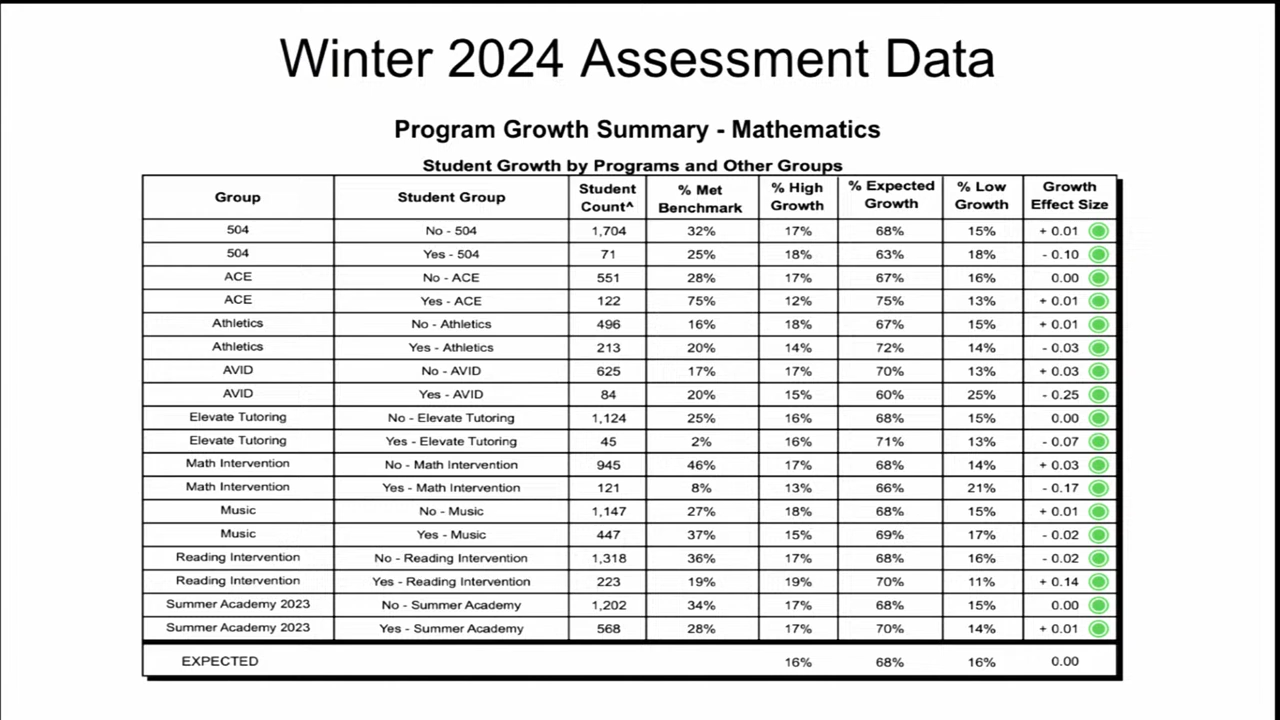 Winter 2024 Assessment Data
Program Growth Summary - Mathematics
Student Growth by Programs and Other Groups
Group Student Group Student Count^ % Met Benchmark % High Growth % Expected Growth % Low Growth Growth Effect Size
504 No - 504 1,704 32% 17% 68% 15% + 0.01
504 Yes - 504 71 25% 18% 63% 18% - 0.10
ACE No - ACE 551 28% 17% 67% 16% 0.00
ACE Yes - ACE 122 75% 12% 75% 13% + 0.01
Athletics No - Athletics 496 16% 18% 67% 15% + 0.01
Athletics Yes - Athletics 213 20% 14% 72% 14% - 0.03
AVID No - AVID 625 17% 17% 70% 13% + 0.03
AVID Yes - AVID 84 20% 15% 60% 25% - 0.25
Elevate Tutoring No - Elevate Tutoring 1,124 25% 16% 68% 15% 0.00
Elevate Tutoring Yes - Elevate Tutoring 45 2% 16% 71% 13% - 0.07
Math Intervention No - Math Intervention 945 46% 17% 68% 14% + 0.03
Math Intervention Yes - Math Intervention 121 8% 13% 66% 21% - 0.17
Music No - Music 1,147 27% 18% 68% 15% + 0.01
Music Yes - Music 447 37% 15% 69% 17% - 0.02
Reading Intervention No - Reading Intervention 1,318 36% 17% 68% 16% - 0.02
Reading Intervention Yes - Reading Intervention 223 19% 19% 70% 11% + 0.14
Summer Academy 2023 No - Summer Academy 1,202 34% 17% 68% 15% 0.00
Summer Academy 2023 Yes - Summer Academy 568 28% 17% 70% 14% + 0.01
EXPECTED 16% 68% 16% 0.00